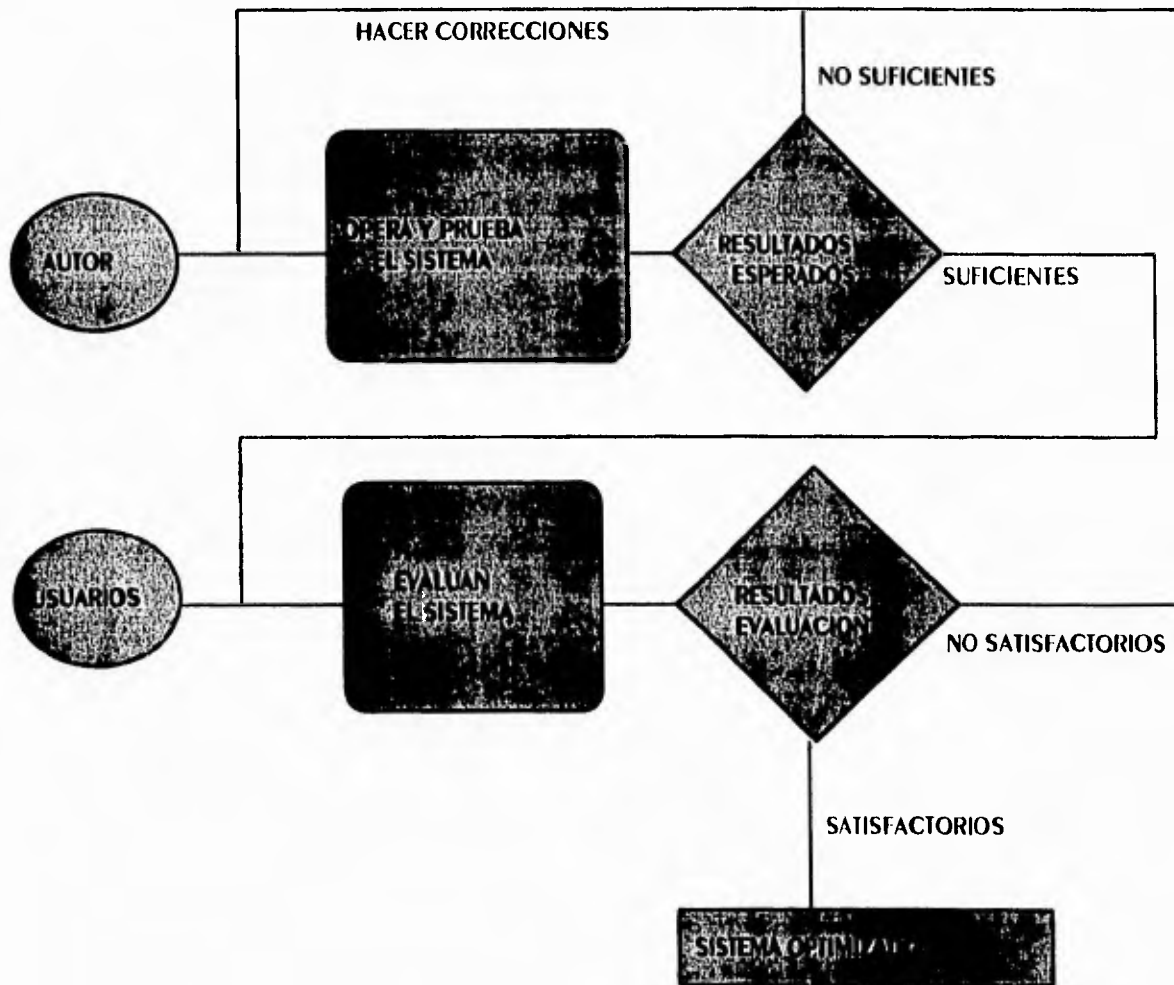 HACER CORRECCIONES
NO SUFICIENTES
AUTOR
OPERA Y PRUEBA
EL SISTEMA
RESULTADOS
ESPERADOS
SUFICIENTES
USUARIOS
EVALUAN
EL SISTEMA
RESULTADOS
EVALUACION
NO SATISFACTORIOS
SATISFACTORIOS
SISTEMA